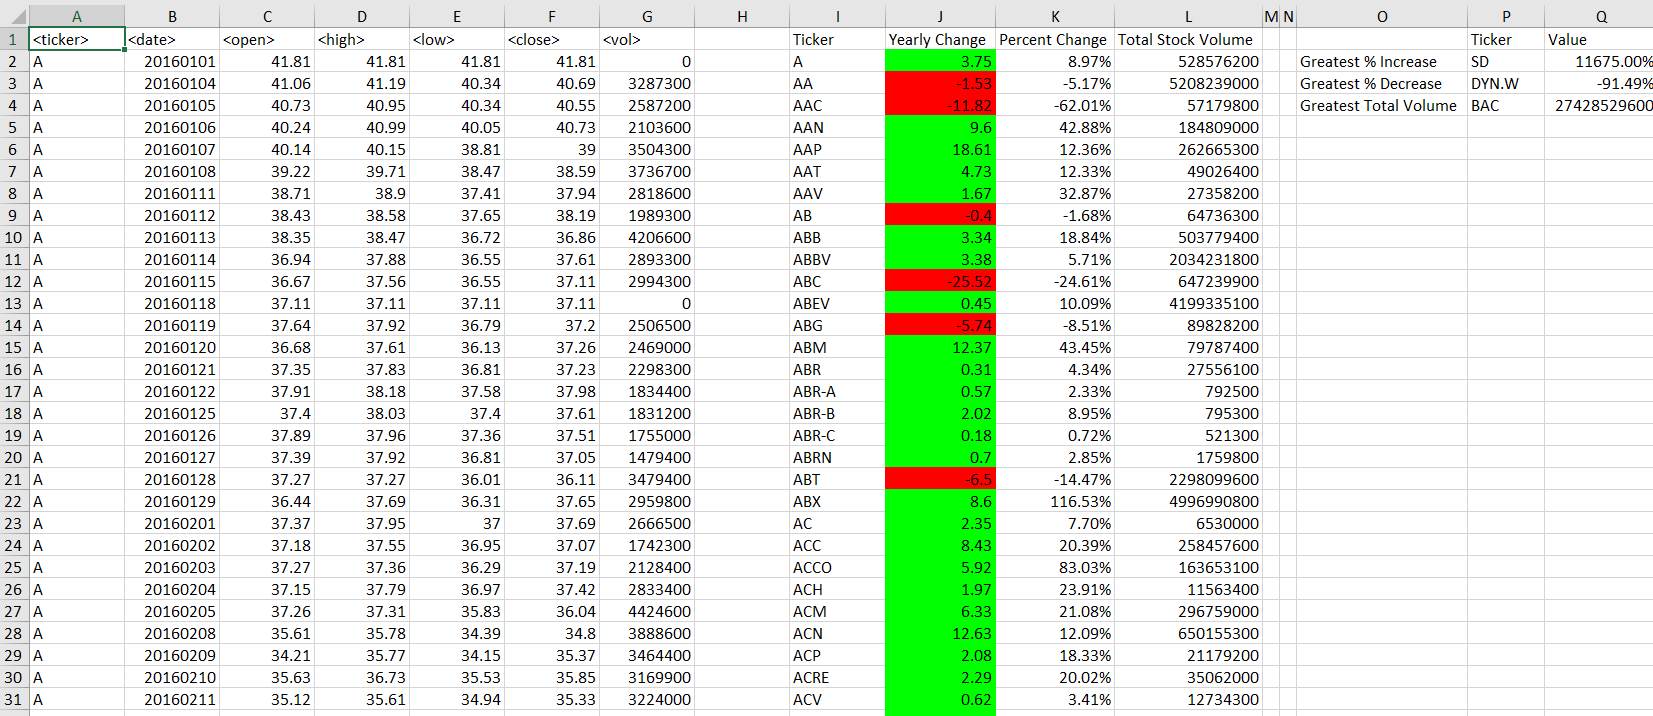 A B C D E F G H I J K L M N O P Q
1 <ticker> <date> <open> <high> <low> <close> <vol> Ticker Yearly Change Percent Change Total Stock Volume Ticker Value
2 A 20160101 41.81 41.81 41.81 41.81 0 A 3.75 8.97% 528576200 Greatest % Increase SD 11675.00%
3 A 20160104 41.06 41.19 40.34 40.69 3287300 AA -1.53 -5.17% 5208239000 Greatest % Decrease DYN.W -91.49%
4 A 20160105 40.73 40.95 40.34 40.55 2587200 AAC -11.82 -62.01% 57179800 Greatest Total Volume BAC 27428529600
5 A 20160106 40.24 40.99 40.05 40.73 2103600 AAN 9.6 42.88% 184809000
6 A 20160107 40.14 40.15 38.81 39 3504300 AAP 18.61 12.36% 262665300
7 A 20160108 39.22 39.71 38.47 38.59 3736700 AAT 4.73 12.33% 49026400
8 A 20160111 38.71 38.9 37.41 37.94 2818600 AAV 1.67 32.87% 27358200
9 A 20160112 38.43 38.58 37.65 38.19 1989300 AB -0.4 -1.68% 64736300
10 A 20160113 38.35 38.47 36.72 36.86 4206600 ABB 3.34 18.84% 503779400
11 A 20160114 36.94 37.88 36.55 37.61 2893300 ABBV 3.38 5.71% 2034231800
12 A 20160115 36.67 37.56 36.55 37.11 2994300 ABC -25.52 -24.61% 647239900
13 A 20160118 37.11 37.11 37.11 37.11 0 ABEV 0.45 10.09% 4199335100
14 A 20160119 37.64 37.92 36.79 37.2 2506500 ABG -5.74 -8.51% 89828200
15 A 20160120 36.68 37.61 36.13 37.26 2469000 ABM 12.37 43.45% 79787400
16 A 20160121 37.35 37.83 36.81 37.23 2298300 ABR 0.31 4.34% 27556100
17 A 20160122 37.91 38.18 37.58 37.98 1834400 ABR-A 0.57 2.33% 792500
18 A 20160125 37.4 38.03 37.4 37.61 1831200 ABR-B 2.02 8.95% 795300
19 A 20160126 37.89 37.96 37.36 37.51 1755000 ABR-C 0.18 0.72% 521300
20 A 20160127 37.39 37.92 36.81 37.05 1479400 ABRN 0.7 2.85% 1759800
21 A 20160128 37.27 37.27 36.01 36.11 3479400 ABT -6.5 -14.47% 2298099600
22 A 20160129 36.44 37.69 36.31 37.65 2959800 ABX 8.6 116.53% 4996990800
23 A 20160201 37.37 37.95 37 37.69 2666500 AC 2.35 7.70% 6530000
24 A 20160202 37.18 37.55 36.95 37.07 1742300 ACC 8.43 20.39% 258457600
25 A 20160203 37.27 37.36 36.29 37.19 2128400 ACCO 5.92 83.03% 163653100
26 A 20160204 37.15 37.79 36.97 37.42 2833400 ACH 1.97 23.91% 11563400
27 A 20160205 37.26 37.31 35.83 36.04 4424600 ACM 6.33 21.08% 296759000
28 A 20160208 35.61 35.78 34.39 34.8 3888600 ACN 12.63 12.09% 650155300
29 A 20160209 34.21 35.77 34.15 35.37 3464400 ACP 2.08 18.33% 21179200
30 A 20160210 35.63 36.73 35.53 35.85 3169900 ACRE 2.29 20.02% 35062000
31 A 20160211 35.12 35.61 34.94 35.33 3224000 ACV 0.62 3.41% 12734300